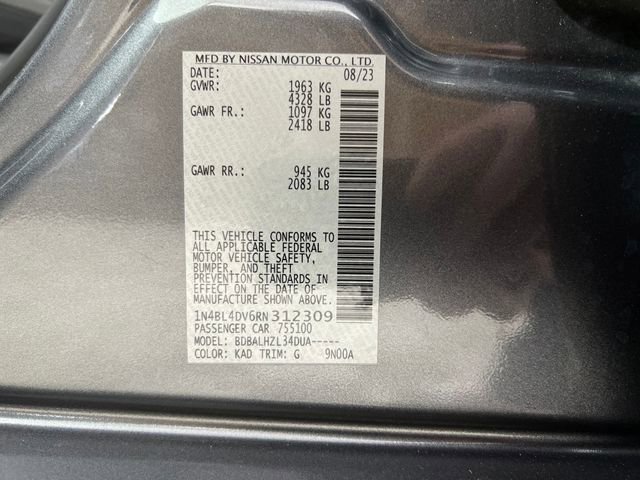 MFD BY NISSAN MOTOR CO., LTD.
DATE: 08/23
GVWR: 1963 KG
4328 LB
GAWR FR.: 1097 KG
2418 LB
GAWR RR.: 945 KG
2083 LB
THIS VEHICLE CONFORMS TO
ALL APPLICABLE FEDERAL
MOTOR VEHICLE SAFETY,
BUMPER, AND THEFT
PREVENTION STANDARDS IN
EFFECT ON THE DATE OF
MANUFACTURE SHOWN ABOVE.
1N4BL4DV6RN312309
PASSENGER CAR 755100
MODEL: BDBALHZL34DUA-----
COLOR: KAD TRIM: G 9N00A